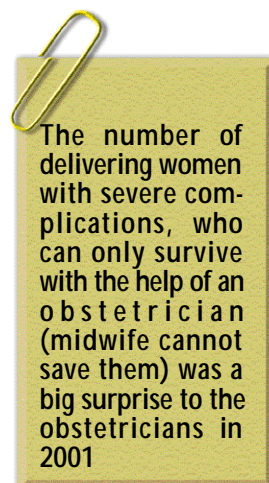 The number of
delivering women
with severe com-
plications, who
can only survive
with the help of an
obstetrician
(midwife cannot
save them) was a
big surprise to the
obstetricians in
2001